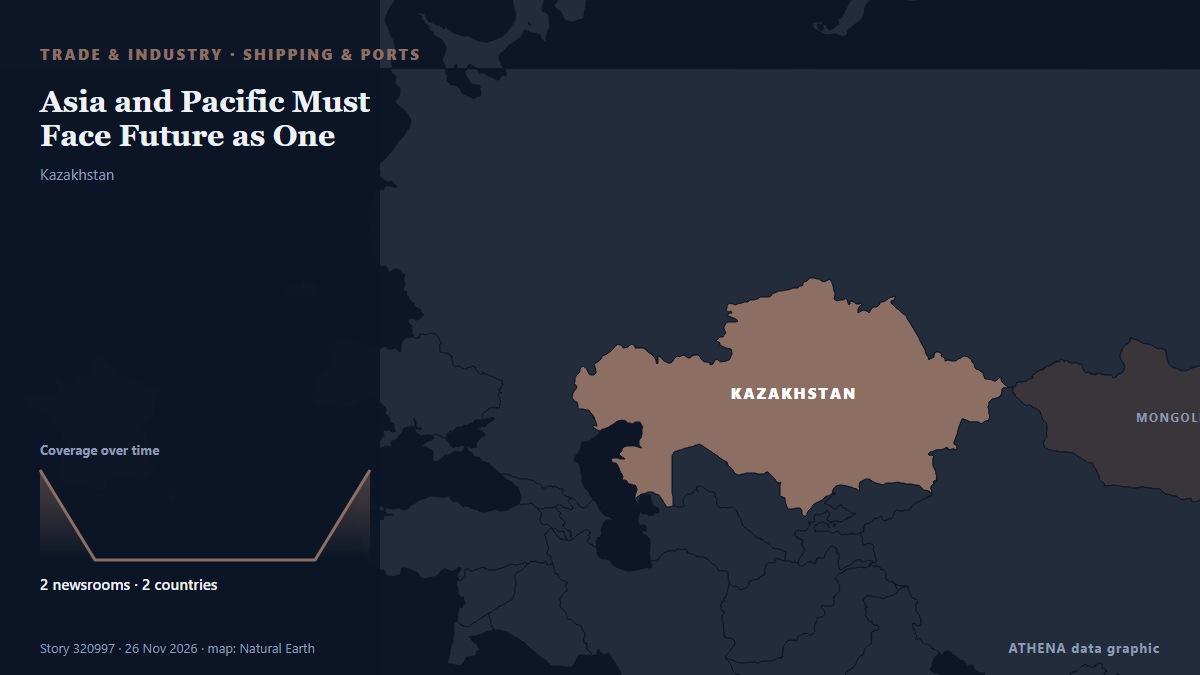 TRADE & INDUSTRY · SHIPPING & PORTS
Asia and Pacific Must
Face Future as One
Kazakhstan
KAZAKHSTAN
MONGOL
Coverage over time
2 newsrooms · 2 countries
Story 320997 · 26 Nov 2026 · map: Natural Earth
ATHENA data graphic